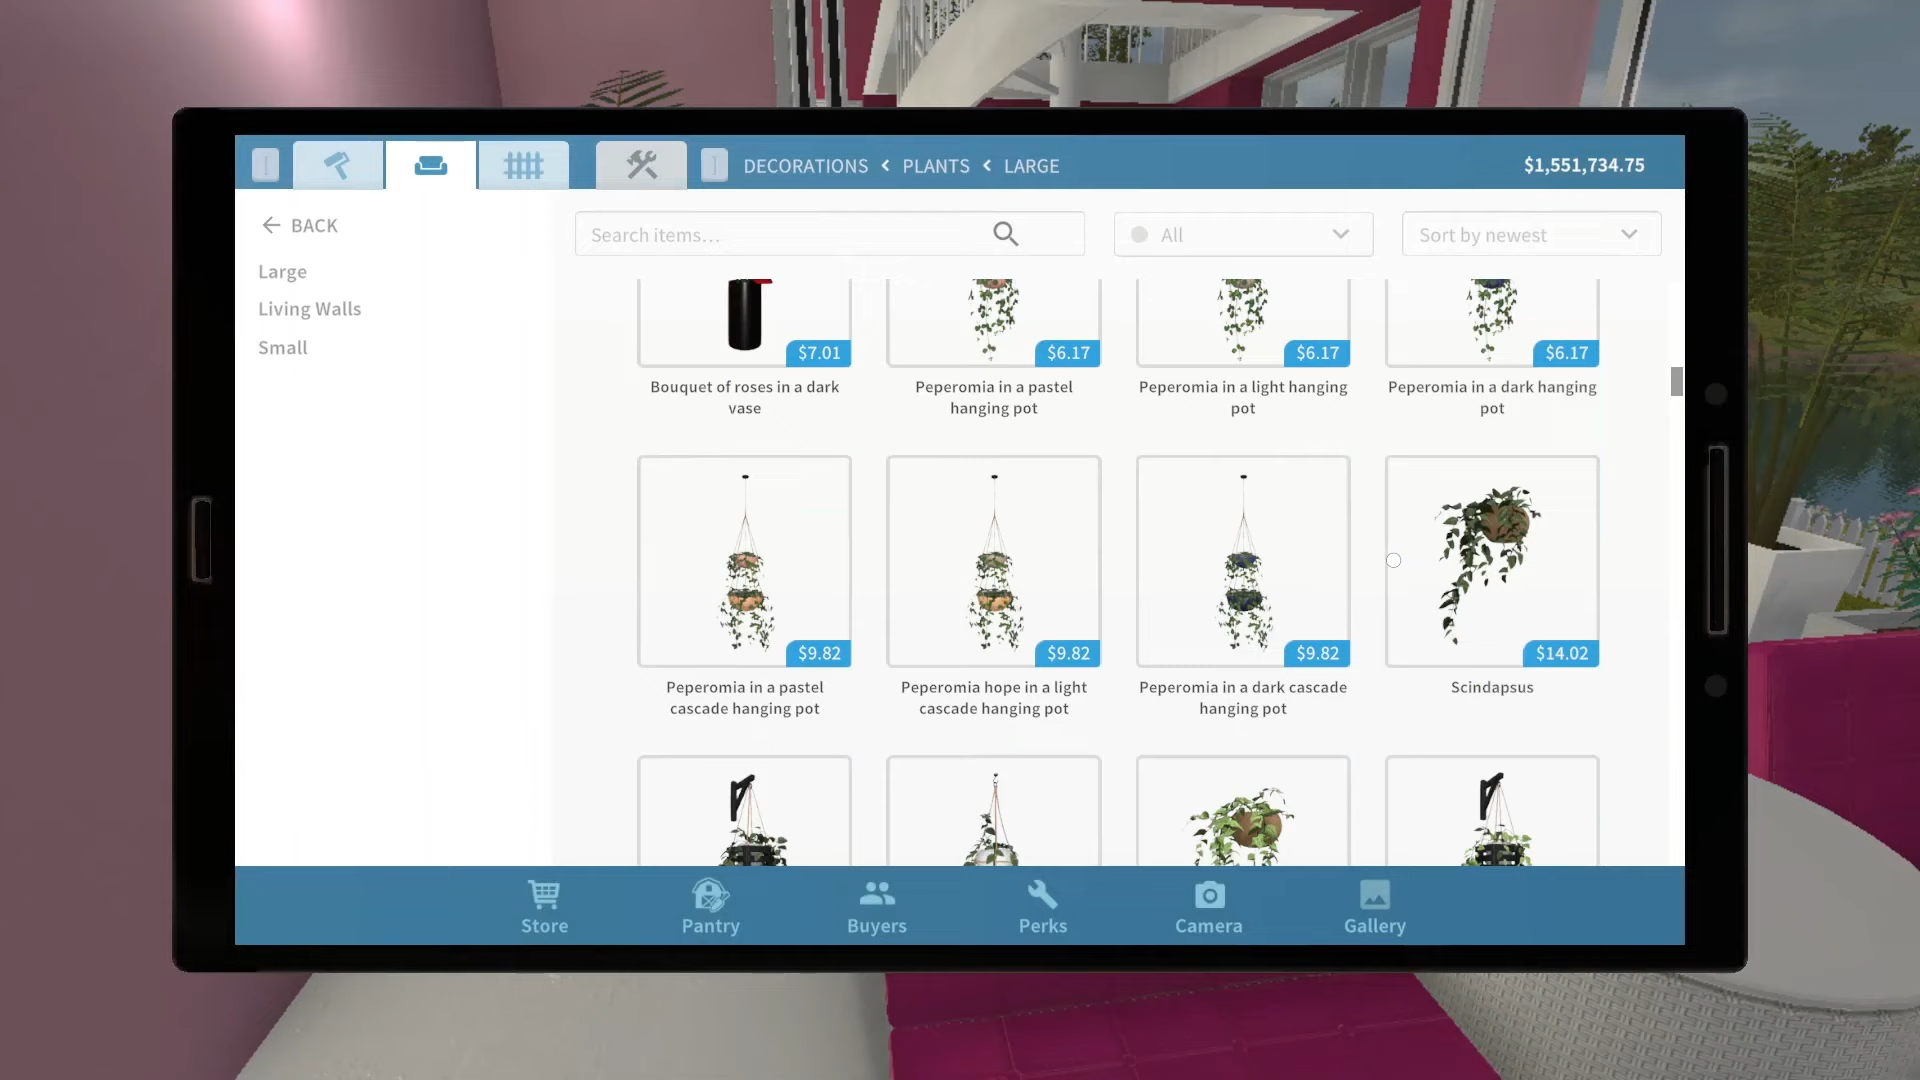 DECORATIONS < PLANTS < LARGE
$1,551,734.75
BACK
Search items...
All
Sort by newest
Large
Living Walls
Small
$7.01
$6.17
$6.17
$6.17
Bouquet of roses in a dark
vase
Peperomia in a pastel
hanging pot
Peperomia in a light hanging
pot
Peperomia in a dark hanging
pot
$9.82
$9.82
$9.82
$14.02
Peperomia in a pastel
cascade hanging pot
Peperomia hope in a light
cascade hanging pot
Peperomia in a dark cascade
hanging pot
Scindapsus
Store
Pantry
Buyers
Perks
Camera
Gallery